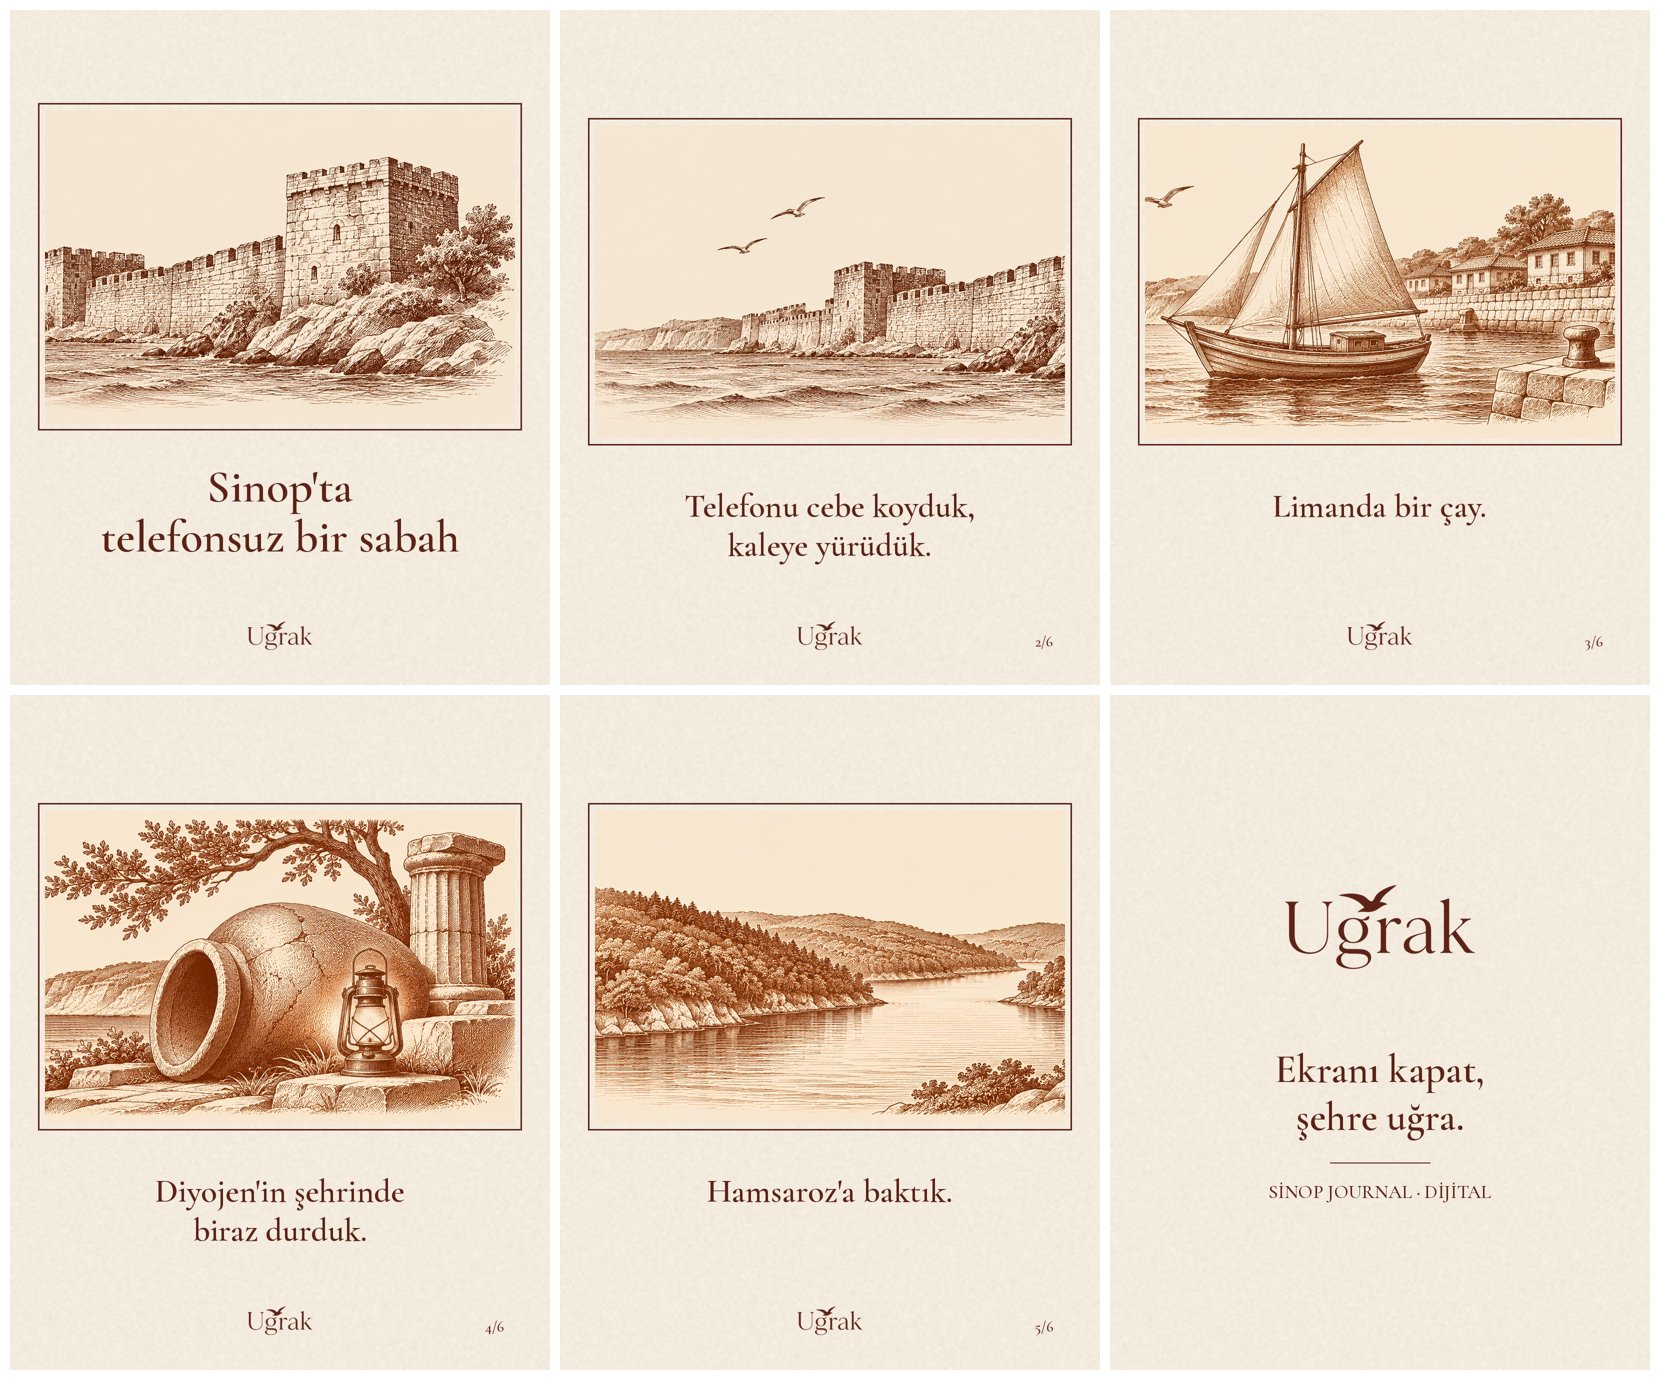 Sinop'ta
telefonsuz bir sabah
Uğrak
Telefonu cebe koyduk,
kaleye yürüdük.
Uğrak
2/6
Limanda bir çay.
Uğrak
3/6
Diyojen'in şehrinde
biraz durduk.
Uğrak
4/6
Hamsaroz'a baktık.
Uğrak
5/6
Uğrak
Ekranı kapat,
şehre uğra.
SİNOP JOURNAL · DİJİTAL